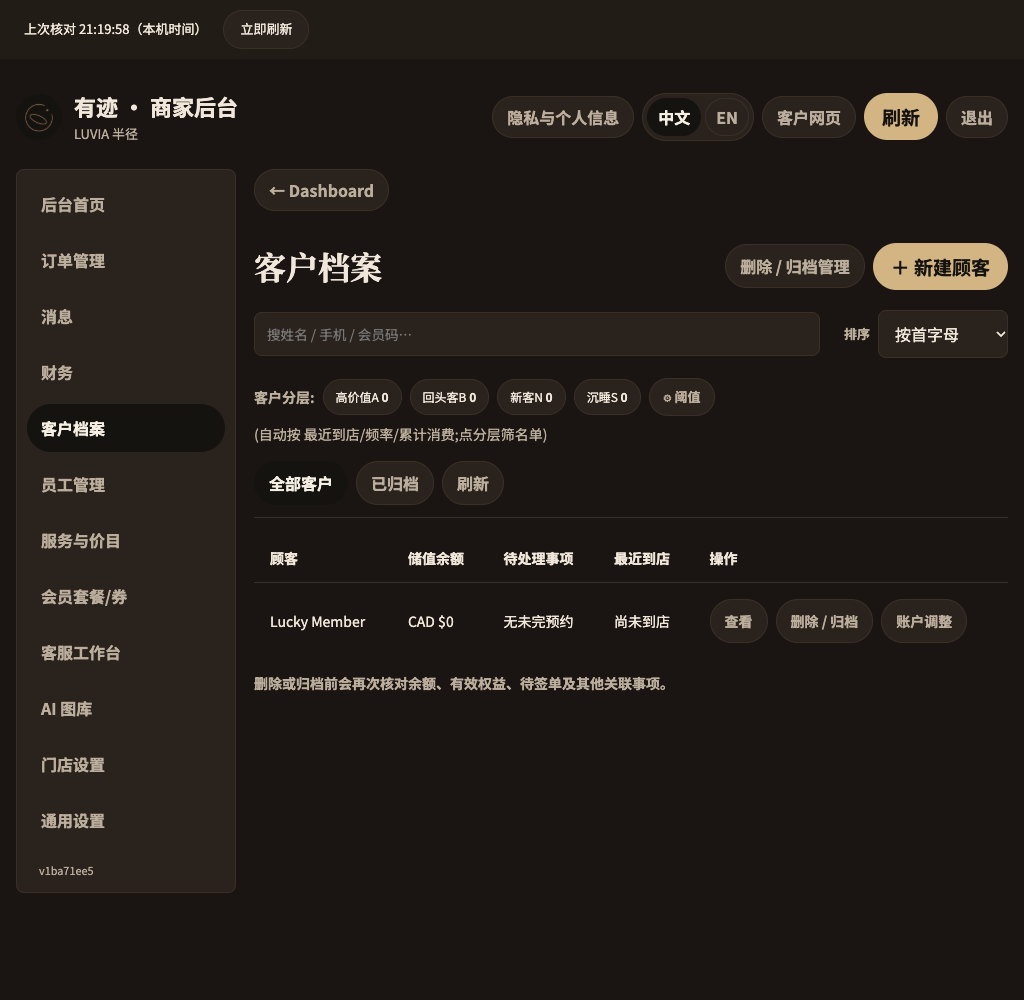 上次核对 21:19:58（本机时间） 立即刷新
有迹 · 商家后台
LUVIA 半径
隐私与个人信息 中文 EN 客户网页 刷新 退出
后台首页
订单管理
消息
财务
客户档案
员工管理
服务与价目
会员套餐/券
客服工作台
AI 图库
门店设置
通用设置
v1ba71ee5
← Dashboard
客户档案 删除 / 归档管理 ＋ 新建顾客
搜姓名 / 手机 / 会员码… 排序 按首字母
客户分层: 高价值A 0 回头客B 0 新客N 0 沉睡S 0 ⚙ 阈值
(自动按 最近到店/频率/累计消费;点分层筛名单)
全部客户 已归档 刷新
顾客 储值余额 待处理事项 最近到店 操作
Lucky Member CAD $0 无未完预约 尚未到店 查看 删除 / 归档 账户调整
删除或归档前会再次核对余额、有效权益、待签单及其他关联事项。